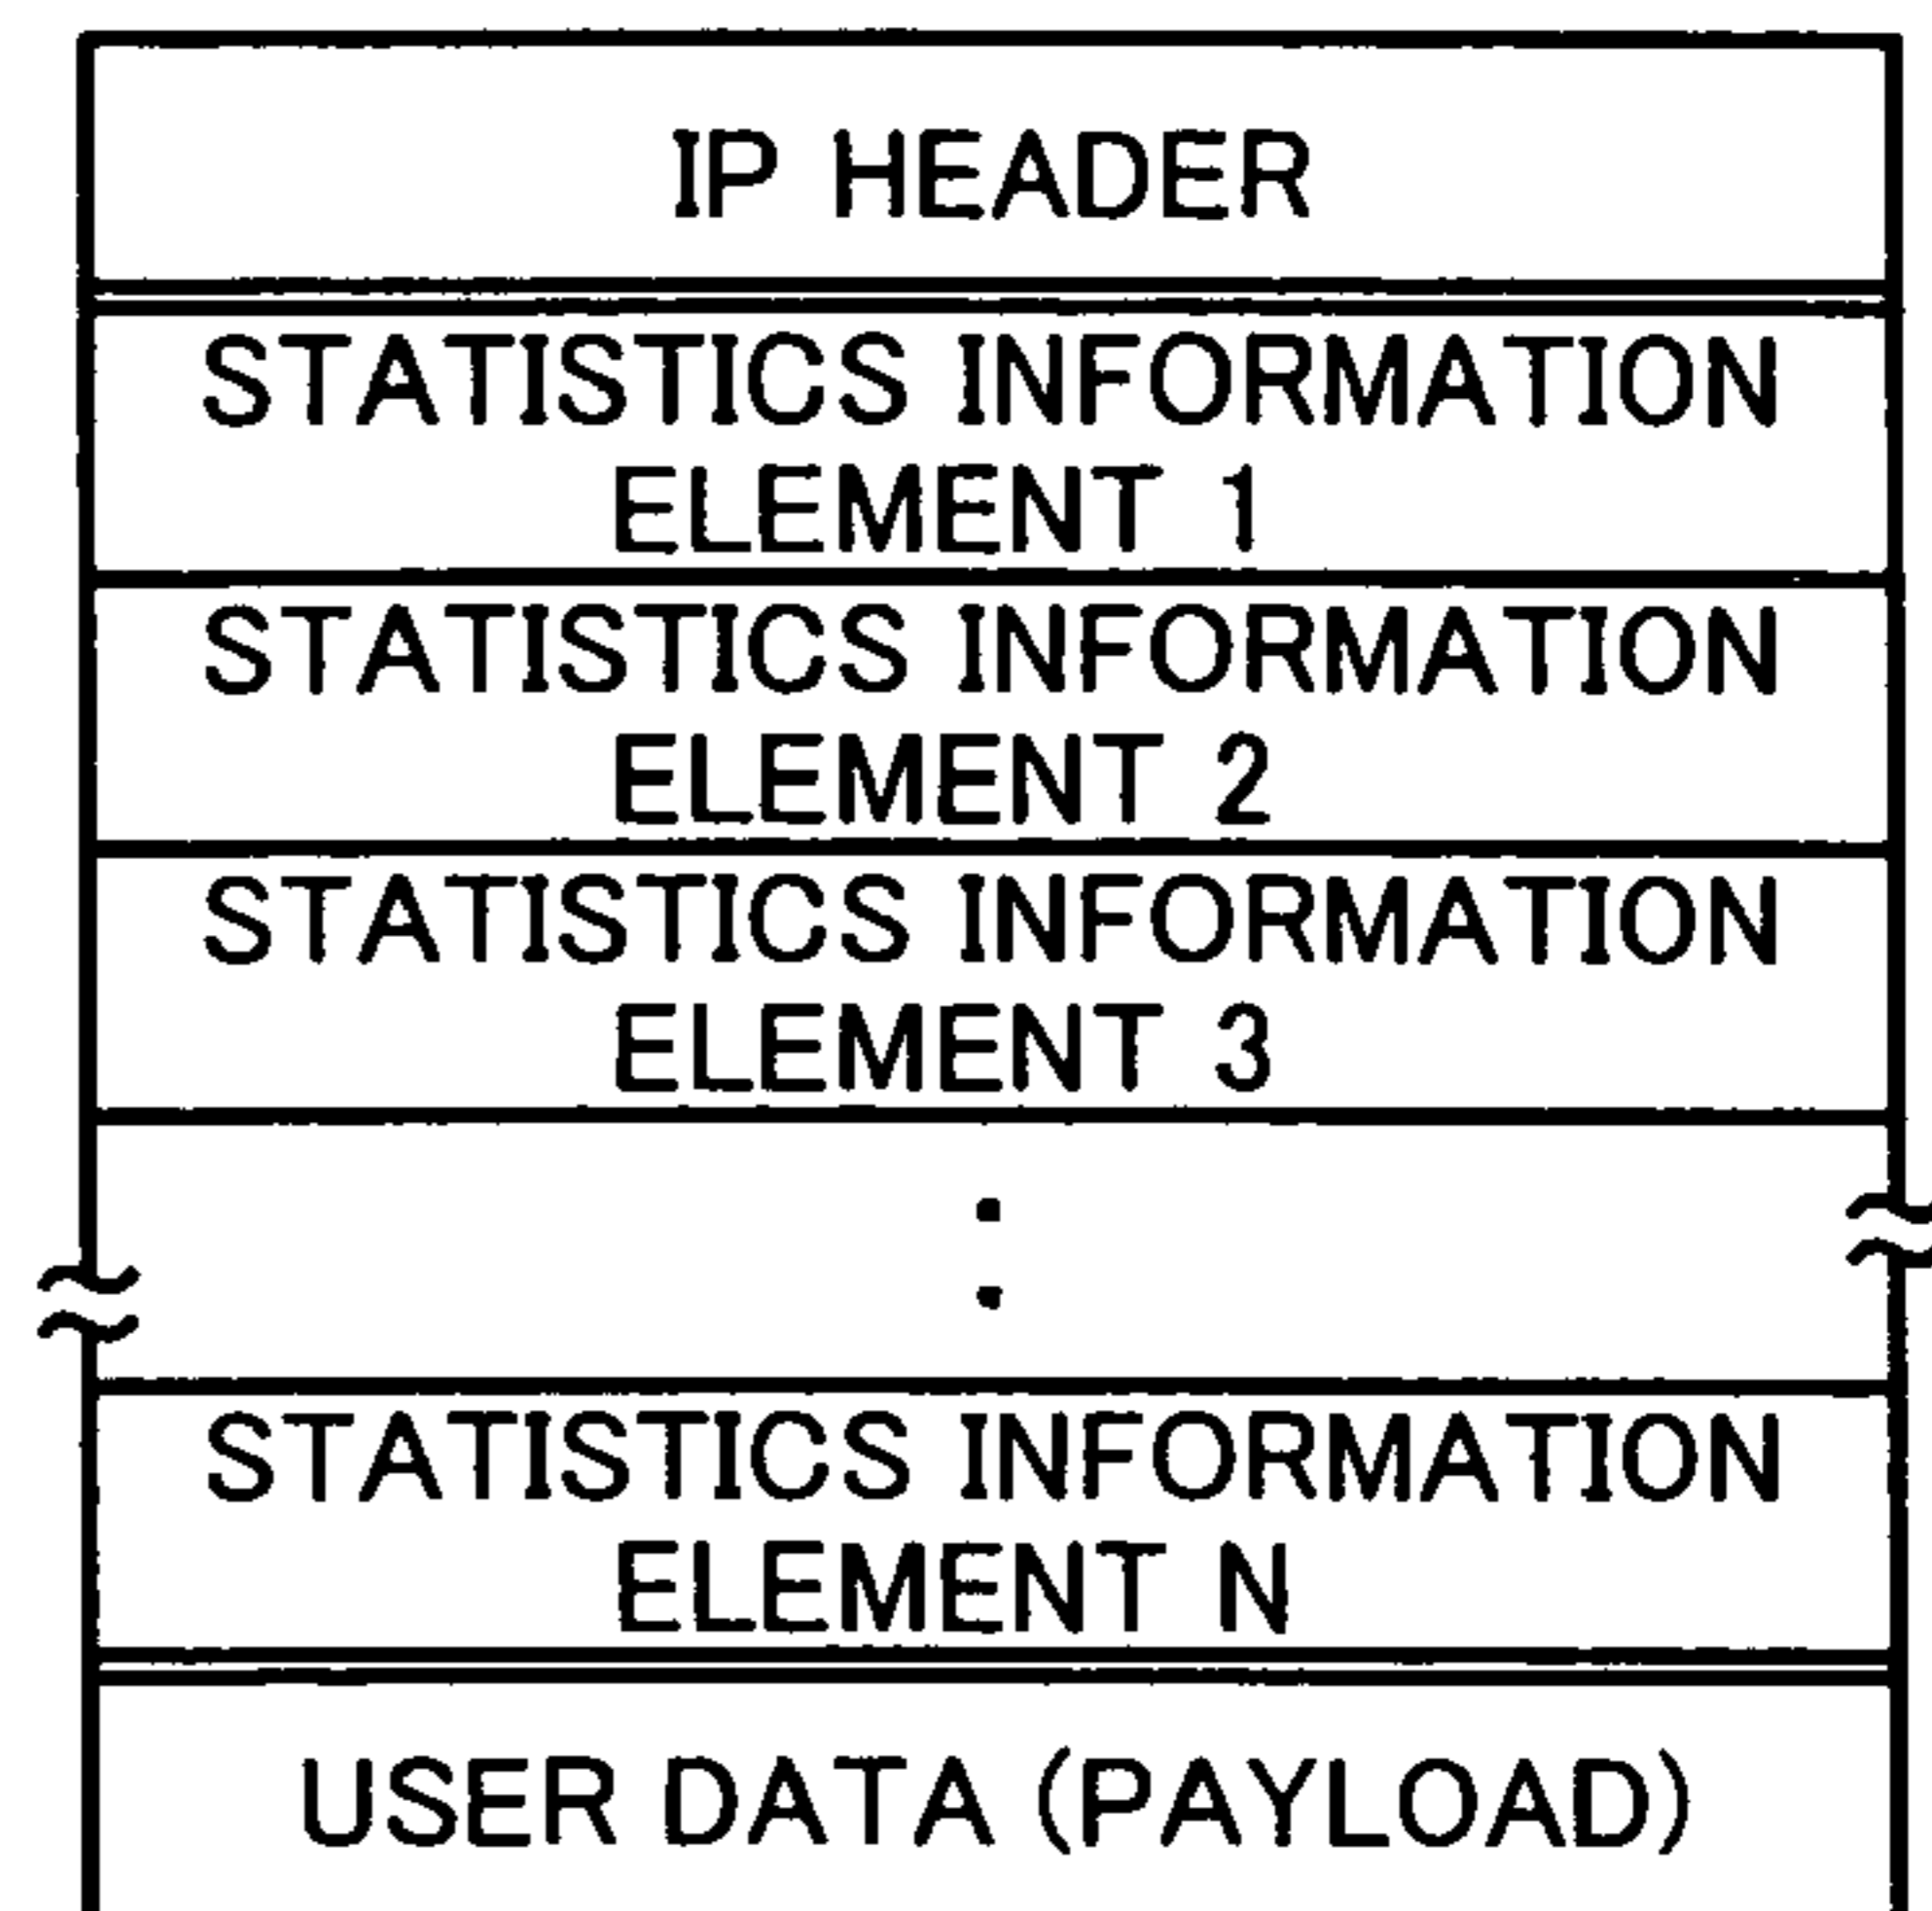 IP HEADER
STATISTICS INFORMATION
ELEMENT 1
STATISTICS INFORMATION
ELEMENT 2
STATISTICS INFORMATION
ELEMENT 3
STATISTICS INFORMATION
ELEMENT N
USER DATA (PAYLOAD)